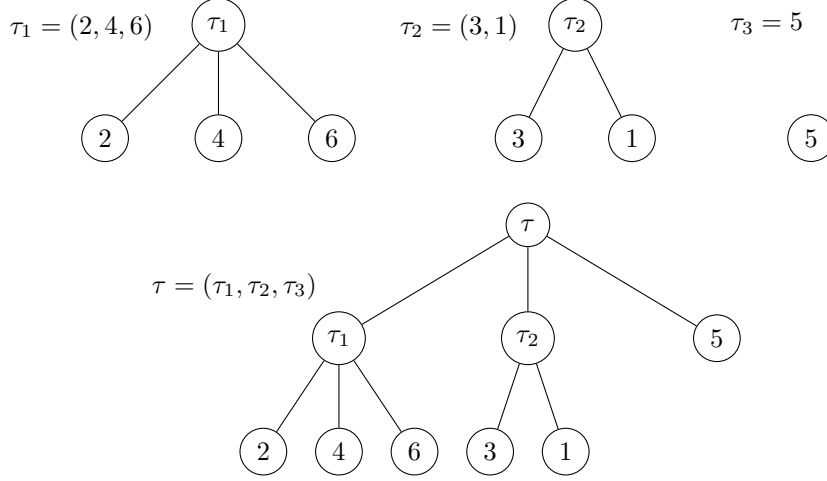 τ₁ = (2, 4, 6) τ₁ τ₂ = (3, 1) τ₂ τ₃ = 5
2 4 6 3 1 5
τ
τ = (τ₁, τ₂, τ₃)
τ₁ τ₂ 5
2 4 6 3 1